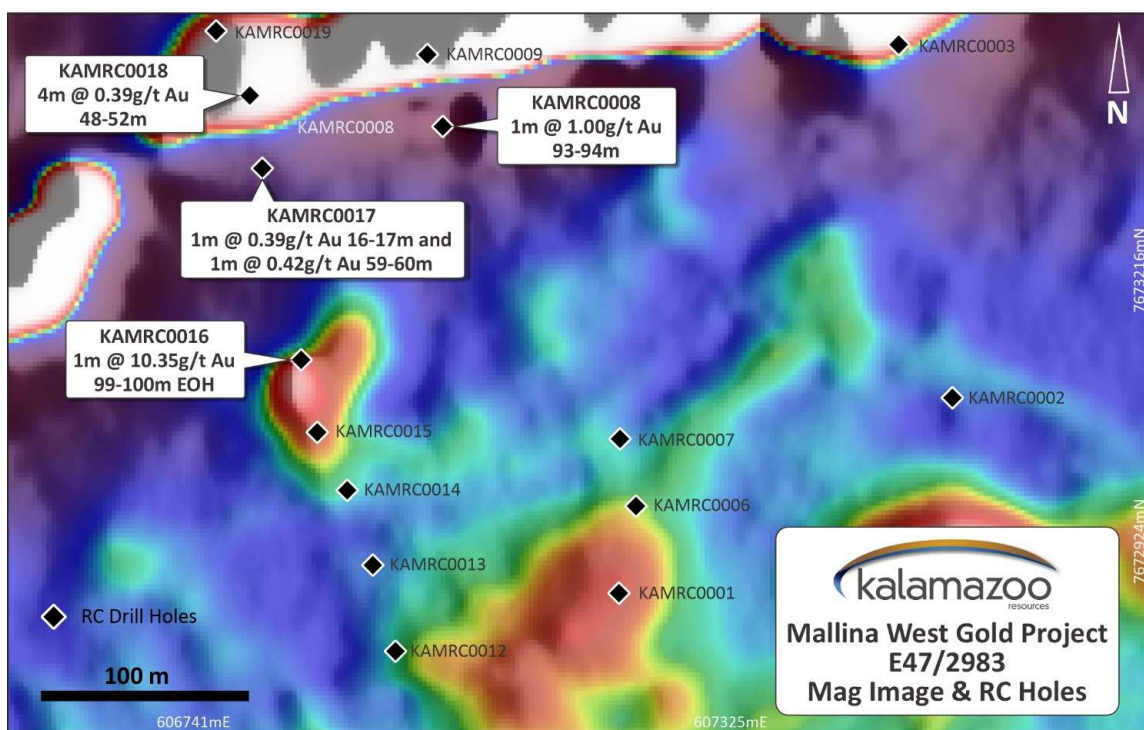 KAMRC0019
KAMRC0009
KAMRC0003
KAMRC0018
4m @ 0.39g/t Au
48-52m
KAMRC0008
KAMRC0008
1m @ 1.00g/t Au
93-94m
N
KAMRC0017
1m @ 0.39g/t Au 16-17m and
1m @ 0.42g/t Au 59-60m
7673216mN
KAMRC0016
1m @ 10.35g/t Au
99-100m EOH
KAMRC0002
KAMRC0015
KAMRC0007
KAMRC0014
KAMRC0006
KAMRC0013
7672924mN
KAMRC0001
RC Drill Holes
KAMRC0012
100 m
606741mE
607325mE
kalamazoo
resources
Mallina West Gold Project
E47/2983
Mag Image & RC Holes